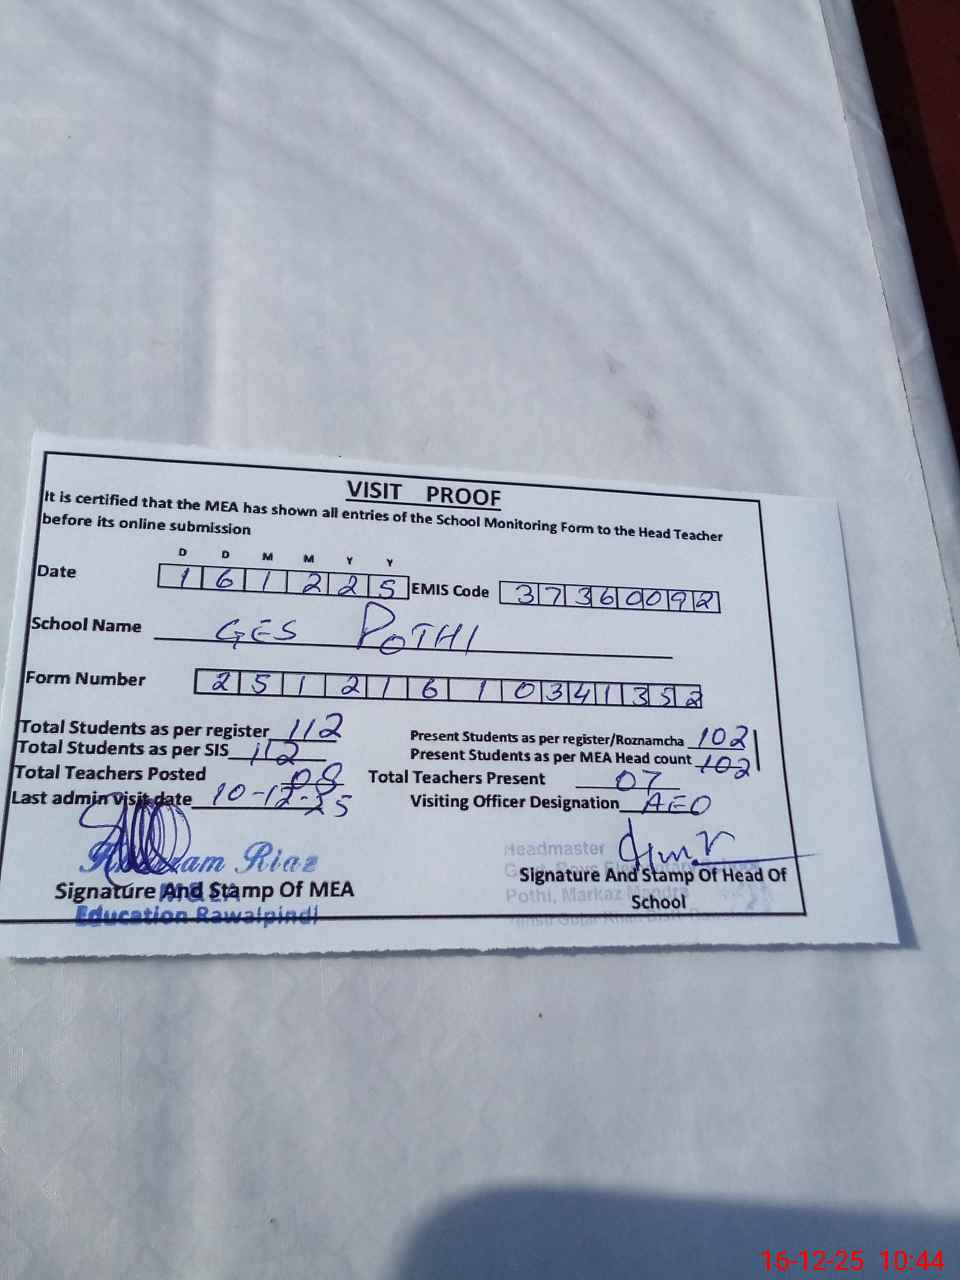 VISIT PROOF
It is certified that the MEA has shown all entries of the School Monitoring Form to the Head Teacher
before its online submission
D D M M Y Y
Date 1 6 1 2 2 5 EMIS Code 3 7 3 6 0 0 9 2
School Name GES POTHI
Form Number 2 5 1 2 1 6 1 0 3 4 1 3 5 2
Total Students as per register 112 Present Students as per register/Roznamcha 102
Total Students as per SIS 112 Present Students as per MEA Head count 102
Total Teachers Posted 08 Total Teachers Present 07
Last admin visit date 10-12-25 Visiting Officer Designation AEO
Riaz Headmaster
Signature And Stamp Of MEA Signature And Stamp Of Head Of
Pothi, Markaz Mandra School
Education Rawalpindi
16-12-25 10:44